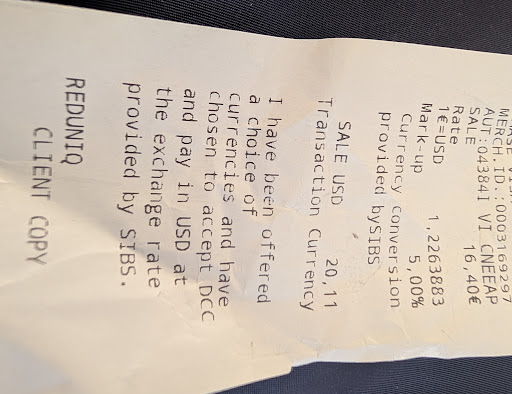 MERCH.ID.:0003169297
AUT:04384I VI CNEEAP
SALE 16,40€
Rate
1€=USD 1,2263883
Mark-up 5,00%
Currency conversion
provided bySIBS
SALE USD 20,11
Transaction Currency
I have been offered
a choice of
currencies and have
chosen to accept DCC
and pay in USD at
the exchange rate
provided by SIBS.
REDUNIQ
CLIENT COPY